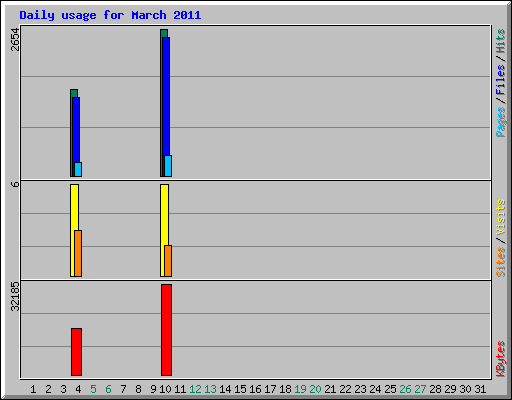 Daily usage for March 2011
2654
Pages / Files / Hits
6
Sites / Visits
32185
KBytes
1 2 3 4 5 6 7 8 9 10 11 12 13 14 15 16 17 18 19 20 21 22 23 24 25 26 27 28 29 30 31